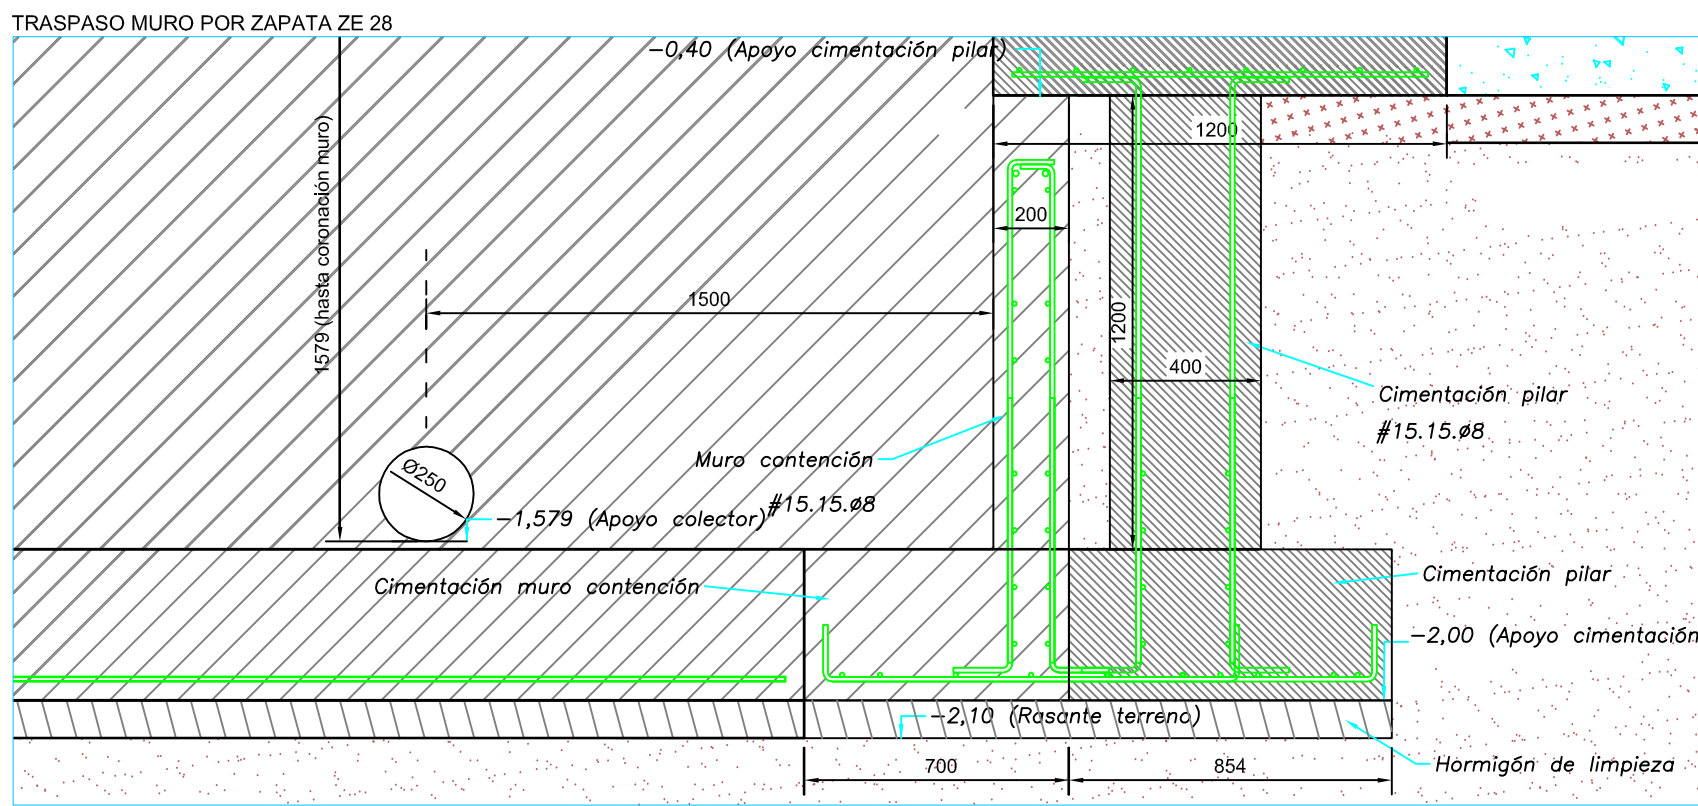 TRASPASO MURO POR ZAPATA ZE 28
-0,40 (Apoyo cimentación pilar)
1579 (hasta coronación muro)
1200
200
1500
1200
400
Cimentación pilar
#15.15.ø8
Muro contención
#15.15.ø8
Ø250
-1,579 (Apoyo colector)
Cimentación muro contención
Cimentación pilar
-2,00 (Apoyo cimentación
-2,10 (Rasante terreno)
Hormigón de limpieza
700
854